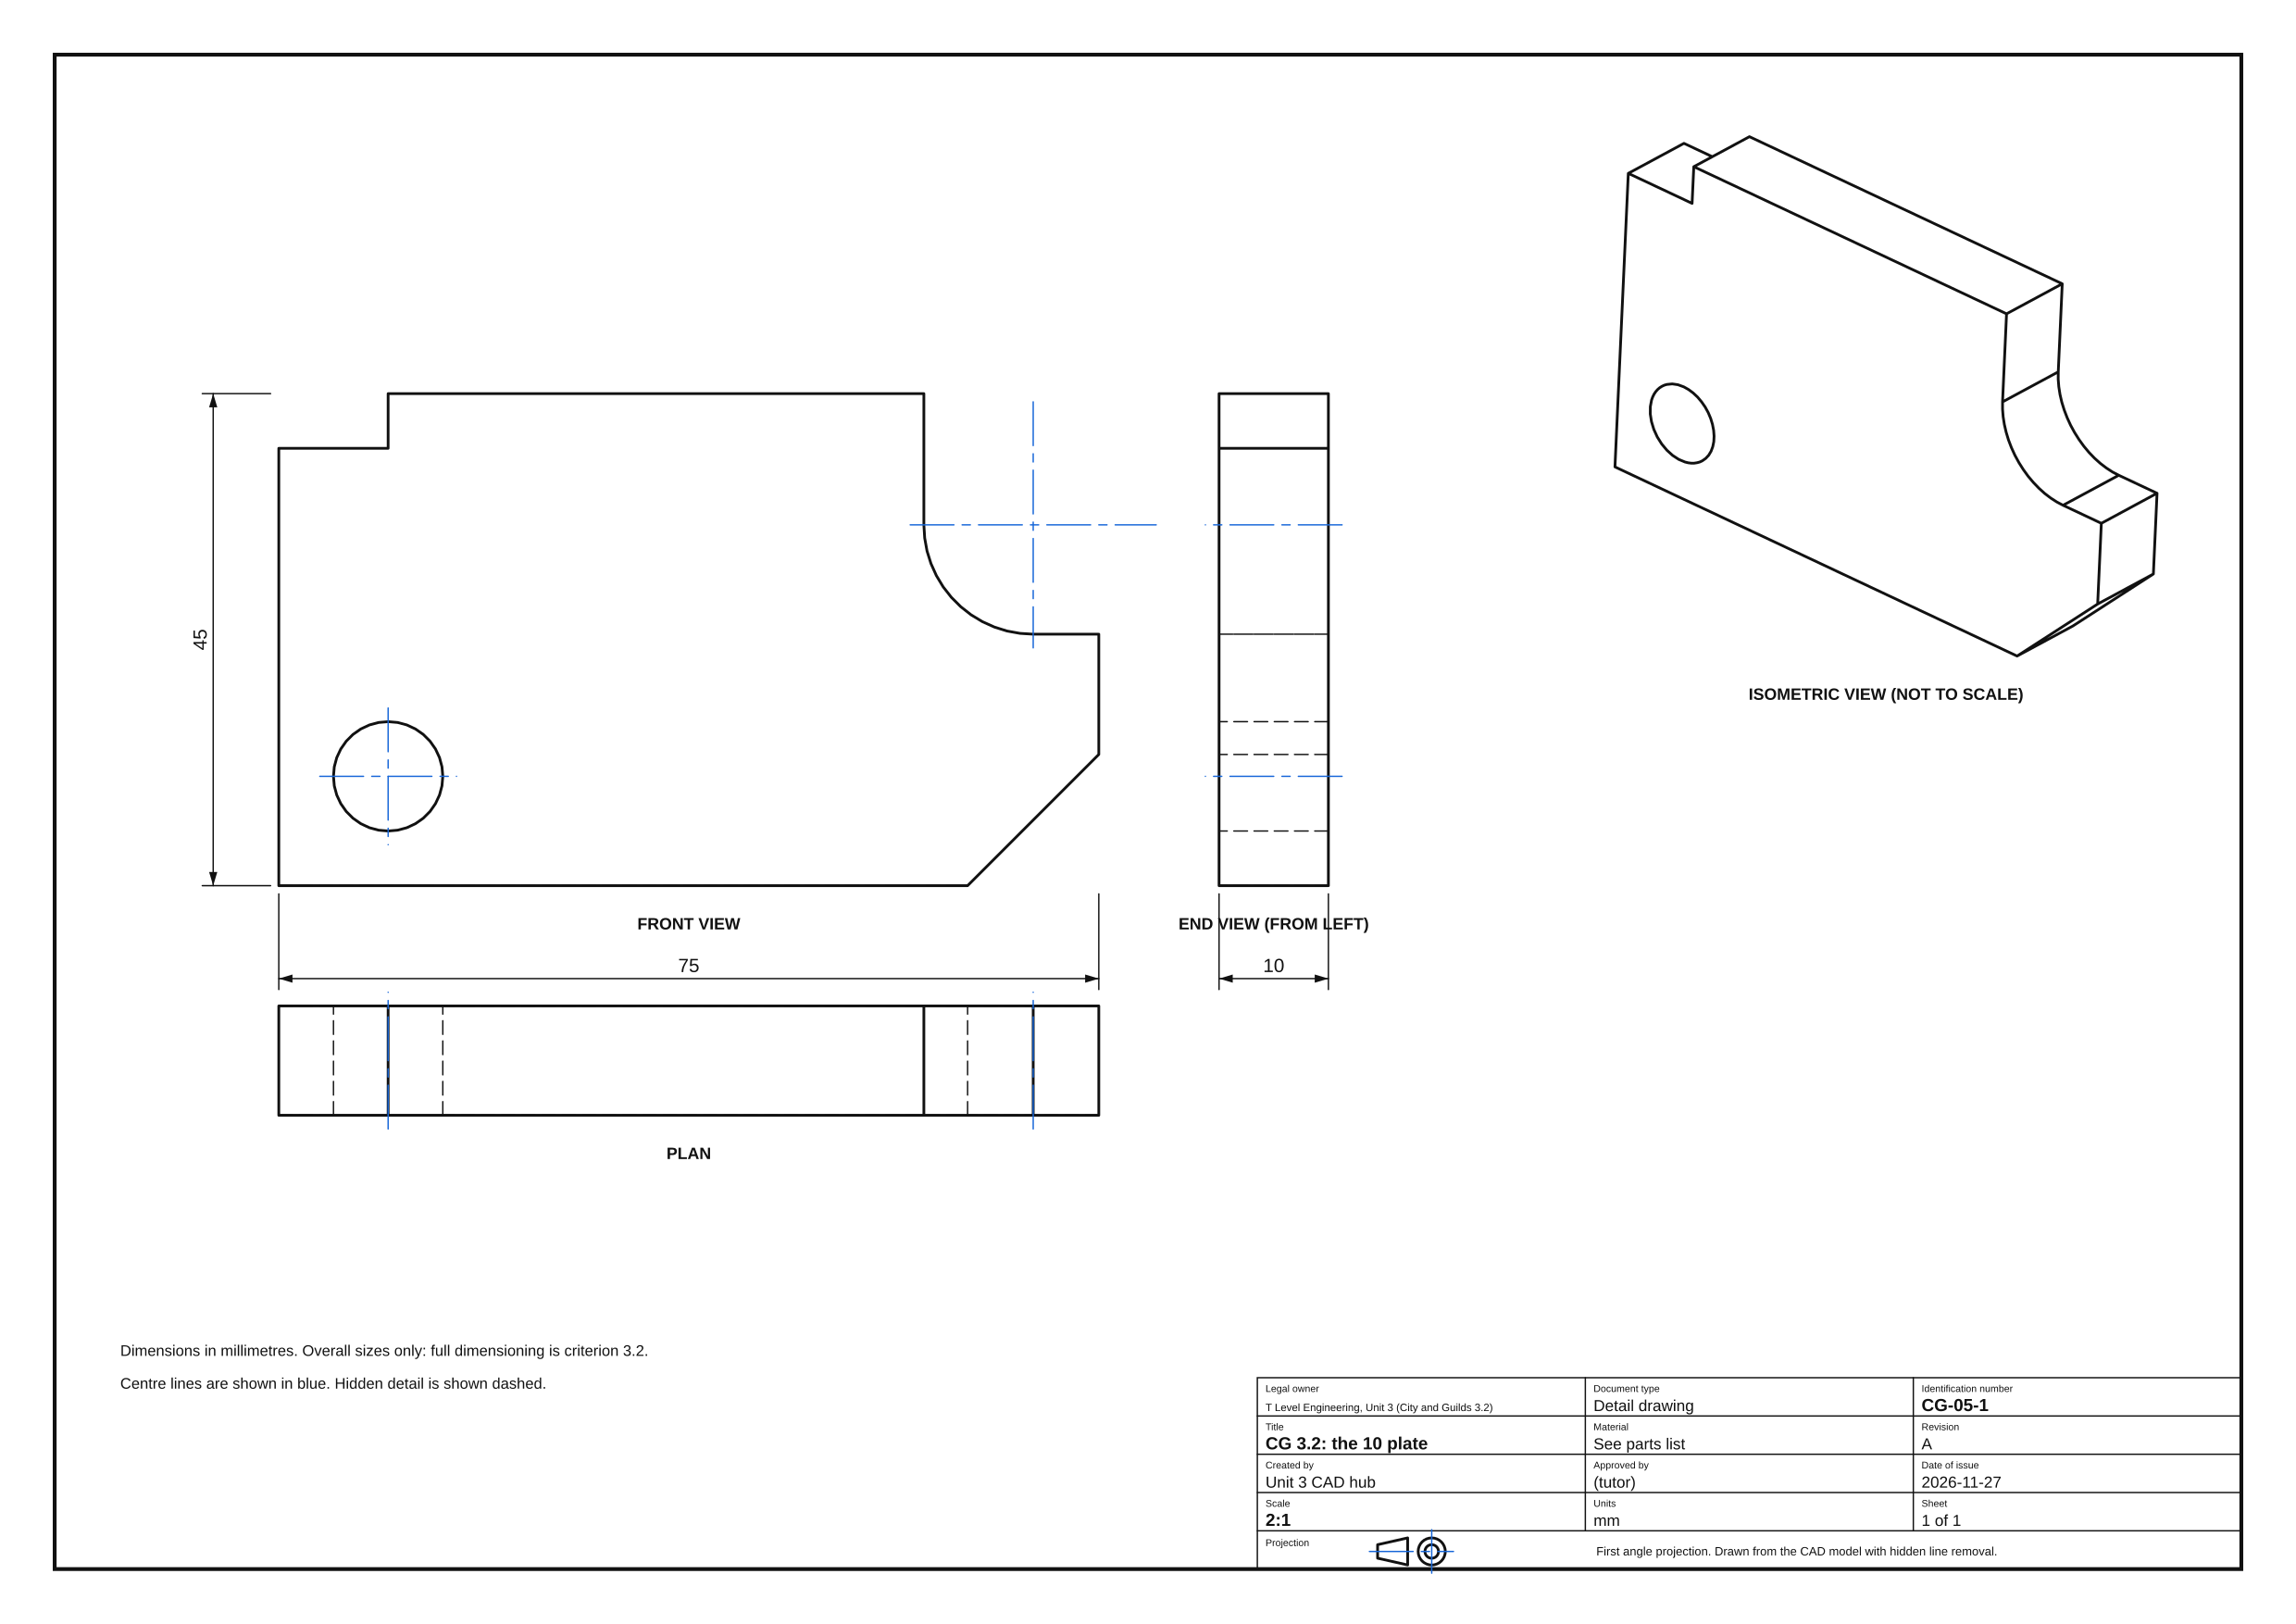 ISOMETRIC VIEW (NOT TO SCALE)
45
FRONT VIEW
END VIEW (FROM LEFT)
75
10
PLAN
Dimensions in millimetres. Overall sizes only: full dimensioning is criterion 3.2.
Centre lines are shown in blue. Hidden detail is shown dashed.
Legal owner
T Level Engineering, Unit 3 (City and Guilds 3.2)
Document type
Detail drawing
Identification number
CG-05-1
Title
CG 3.2: the 10 plate
Material
See parts list
Revision
A
Created by
Unit 3 CAD hub
Approved by
(tutor)
Date of issue
2026-11-27
Scale
2:1
Units
mm
Sheet
1 of 1
Projection
First angle projection. Drawn from the CAD model with hidden line removal.